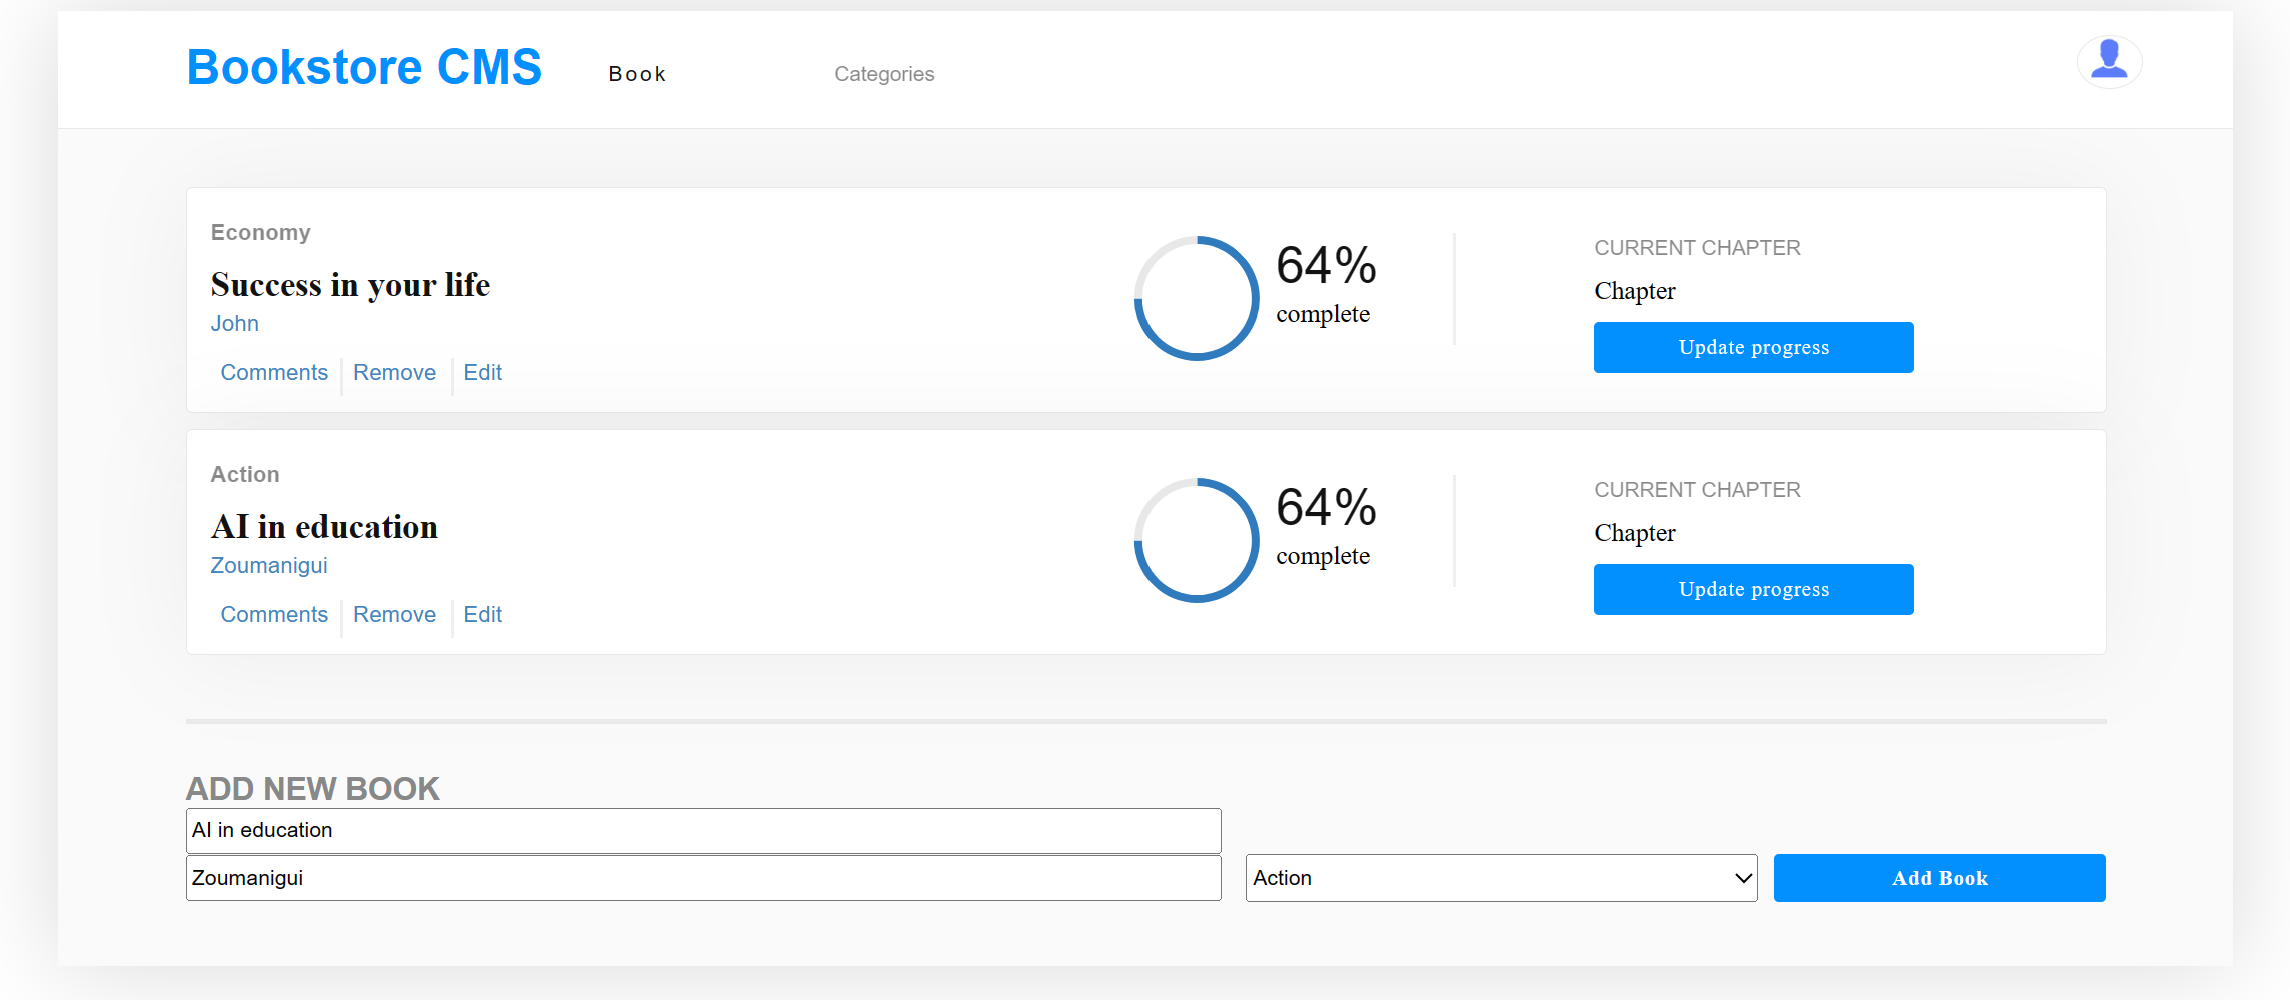 Bookstore CMS Book Categories
Economy
Success in your life
John
Comments Remove Edit
64%
complete
CURRENT CHAPTER
Chapter
Update progress
Action
AI in education
Zoumanigui
Comments Remove Edit
64%
complete
CURRENT CHAPTER
Chapter
Update progress
ADD NEW BOOK
AI in education
Zoumanigui Action Add Book